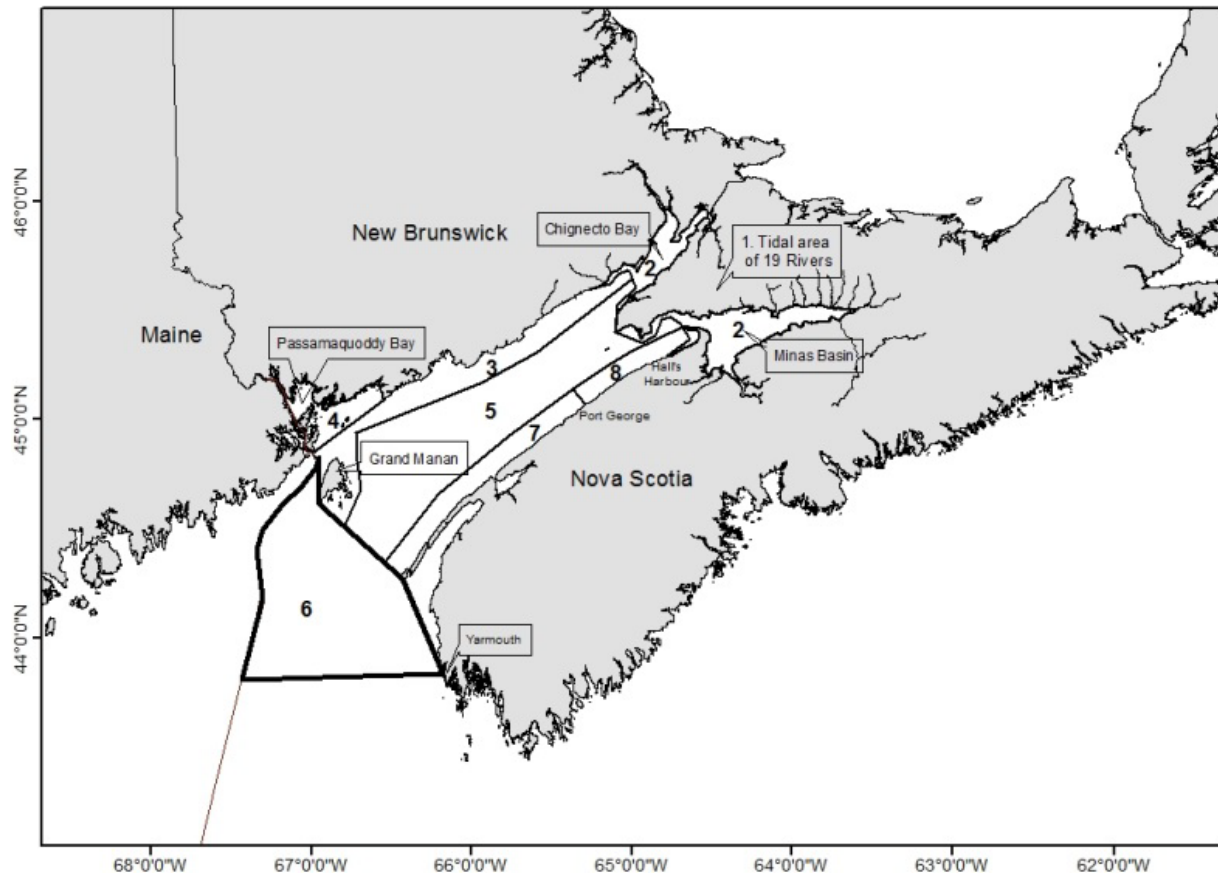 46°0'0"N
New Brunswick
Chignecto Bay
1. Tidal area
of 19 Rivers
2
Maine
Passamaquoddy Bay
3
2
Minas Basin
8
Hall's
Harbour
45°0'0"N
4
5
Port George
7
Grand Manan
Nova Scotia
6
44°0'0"N
Yarmouth
68°0'0"W
67°0'0"W
66°0'0"W
65°0'0"W
64°0'0"W
63°0'0"W
62°0'0"W